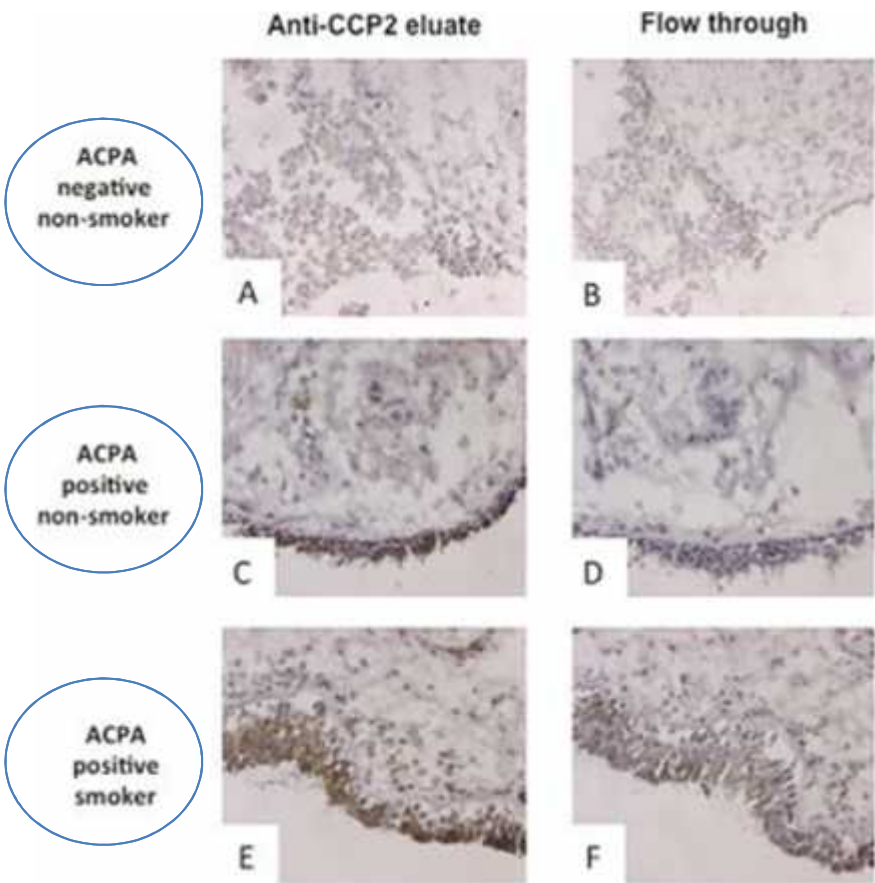 Anti-CCP2 eluate
Flow through
ACPA
negative
non-smoker
A
B
ACPA
positive
non-smoker
C
D
ACPA
positive
smoker
E
F